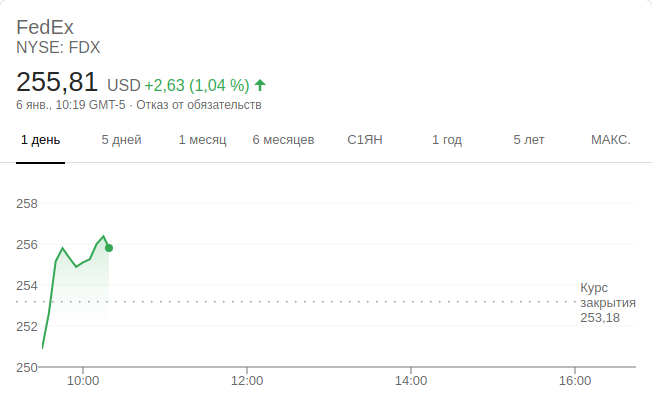 FedEx
NYSE: FDX
255,81 USD +2,63 (1,04 %)
6 янв., 10:19 GMT-5 · Отказ от обязательств
1 день 5 дней 1 месяц 6 месяцев С1ЯН 1 год 5 лет МАКС.
258
256
254
Курс
закрытия
253,18
252
250
10:00 12:00 14:00 16:00